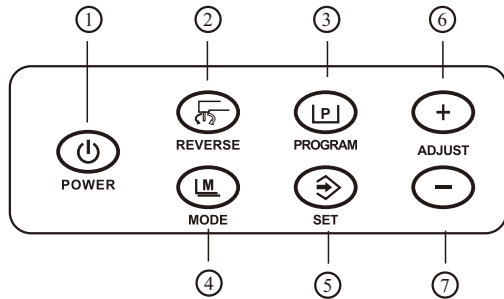 ① ② ③ ⑥
P
REVERSE PROGRAM + ADJUST
POWER
M
MODE SET −
④ ⑤ ⑦